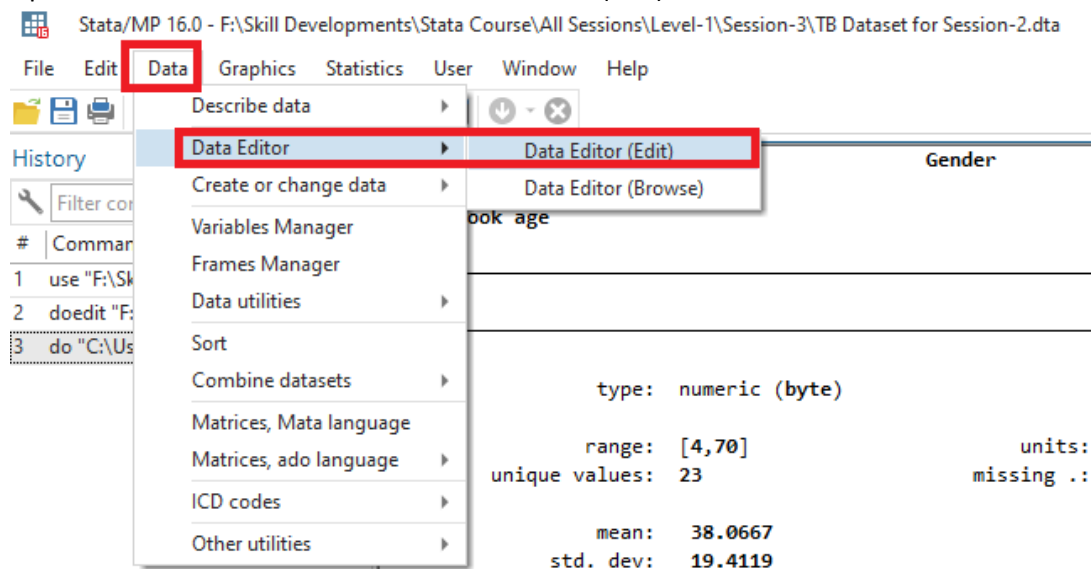 Stata/MP 16.0 - F:\Skill Developments\Stata Course\All Sessions\Level-1\Session-3\TB Dataset for Session-2.dta
File Edit Data Graphics Statistics User Window Help
Describe data
Data Editor Data Editor (Edit)
History Gender
Create or change data Data Editor (Browse)
Filter
age
Variables Manager
#
Frames Manager
1 use "F:\Sk
Data utilities
2 doedit "F:
Sort
3 do "C:\Us
Combine datasets
type: numeric (byte)
Matrices, Mata language
range: [4,70] units:
Matrices, ado language
unique values: 23 missing .:
ICD codes
mean: 38.0667
Other utilities
std. dev: 19.4119